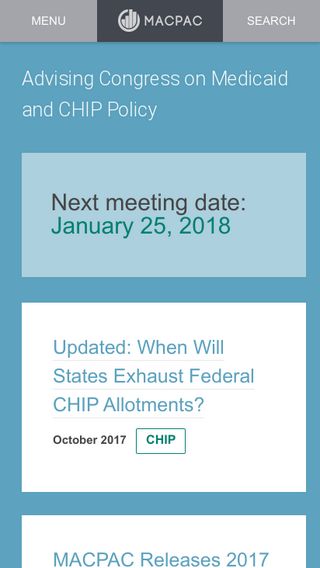 MENU
MACPAC
SEARCH
Advising Congress on Medicaid
and CHIP Policy
Next meeting date:
January 25, 2018
Updated: When Will
States Exhaust Federal
CHIP Allotments?
October 2017 CHIP
MACPAC Releases 2017